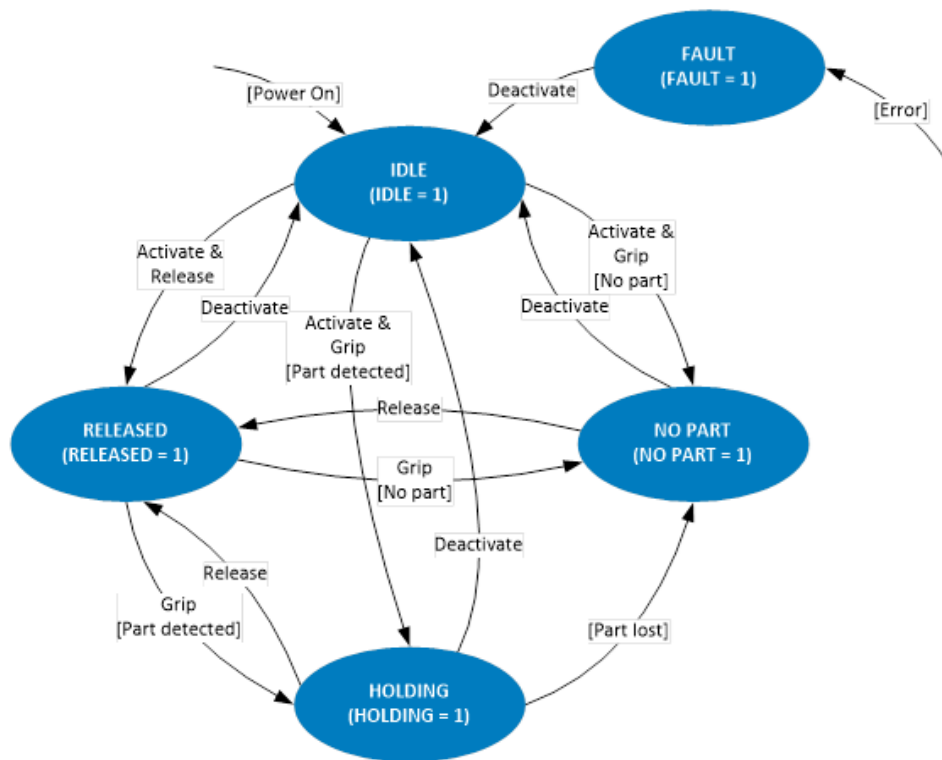 FAULT
(FAULT = 1)
[Power On]
Deactivate
[Error]
IDLE
(IDLE = 1)
Activate &
Release
Deactivate
Activate &
Grip
[No part]
Deactivate
Activate &
Grip
[Part detected]
RELEASED
(RELEASED = 1)
Release
NO PART
(NO PART = 1)
Grip
[No part]
Deactivate
Release
Grip
[Part detected]
[Part lost]
HOLDING
(HOLDING = 1)